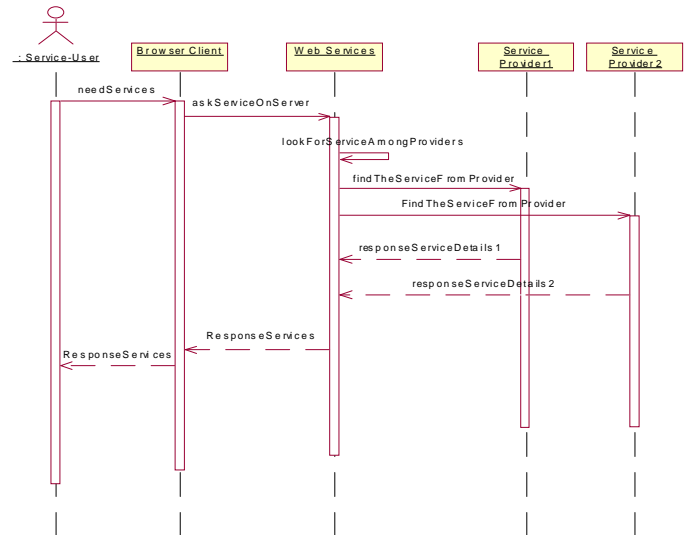 : Service-User
Browser Client
Web Services
Service
Provider1
Service
Provider2
needServices
askServiceOnServer
lookForServiceAmongProviders
findTheServiceFromProvider
FindTheServiceFromProvider
responseServiceDetails1
responseServiceDetails2
ResponseServices
ResponseServices